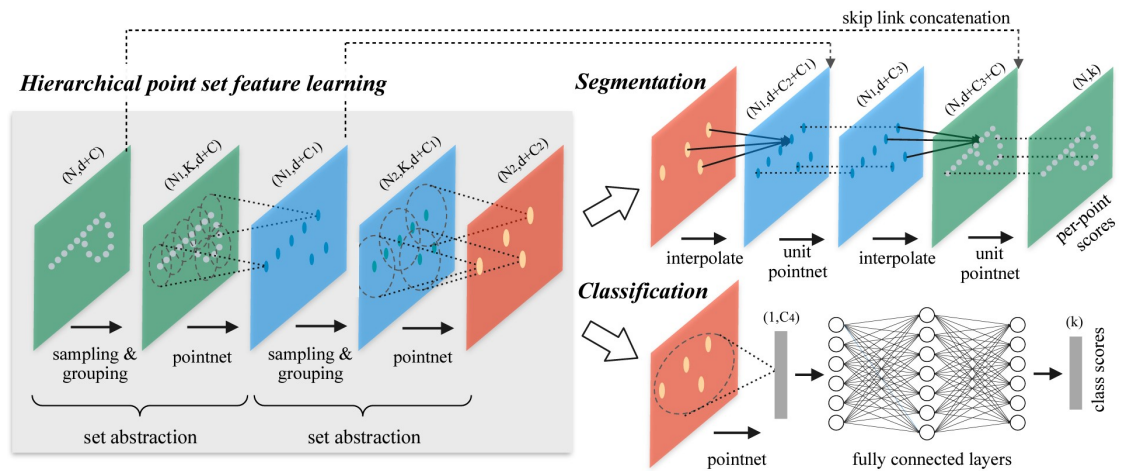 skip link concatenation
Hierarchical point set feature learning
(N,d+C)
(N1,K,d+C)
(N1,d+C1)
(N2,K,d+C1)
(N2,d+C2)
sampling &
grouping
pointnet
sampling &
grouping
pointnet
set abstraction
set abstraction
Segmentation
(N1,d+C2+C1)
(N1,d+C3)
(N,d+C3+C)
(N,k)
per-point
scores
interpolate
unit
pointnet
interpolate
unit
pointnet
Classification
(1,C4)
(k)
class scores
pointnet
fully connected layers